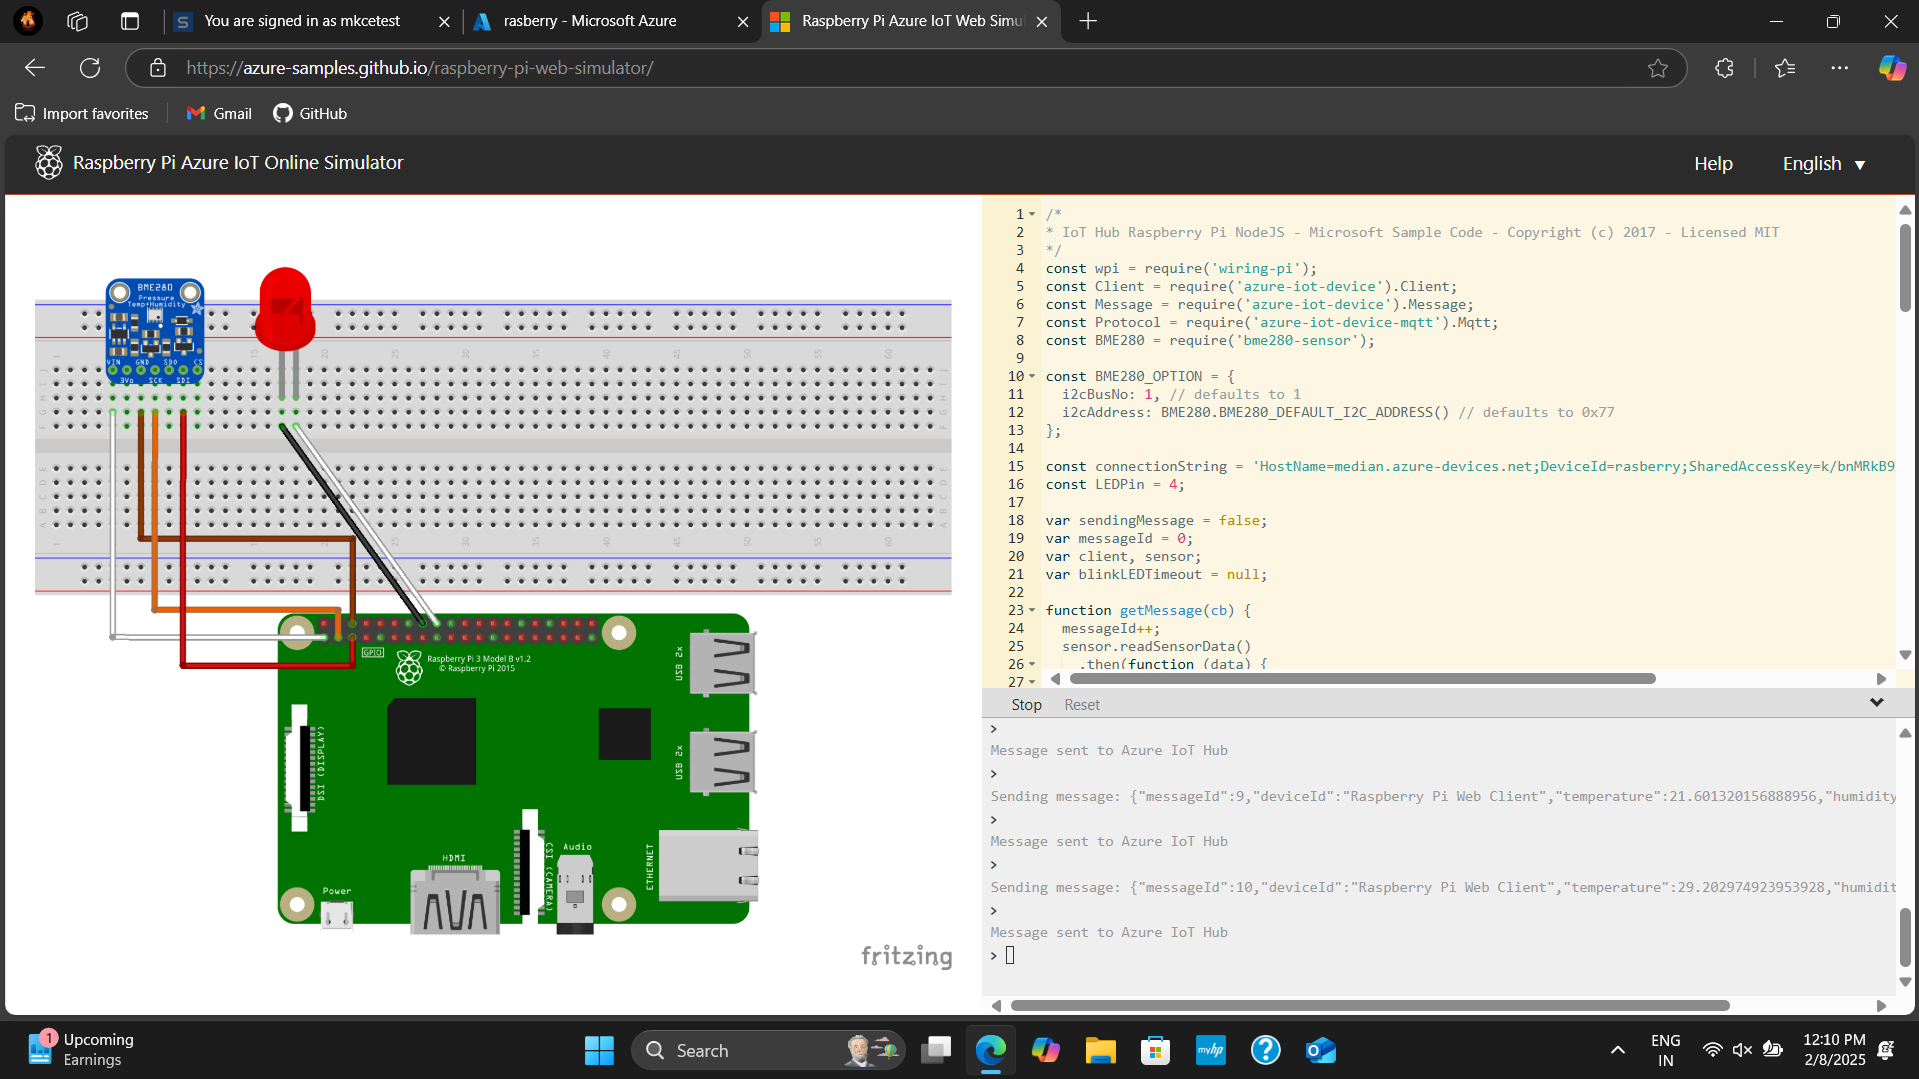 You are signed in as mkcetest
rasberry - Microsoft Azure
Raspberry Pi Azure IoT Web Simu
https://azure-samples.github.io/raspberry-pi-web-simulator/
Import favorites
Gmail
GitHub
Raspberry Pi Azure IoT Online Simulator
Help
English
BME280
Pressure
Temp+Humidity
VIN GND SDO CS
3Vo SCK SDI
GPIO
Raspberry Pi 3 Model B v1.2
© Raspberry Pi 2015
USB 2x
USB 2x
DSI (DISPLAY)
CSI (CAMERA)
Audio
ETHERNET
HDMI
Power
fritzing
1 /*
2 * IoT Hub Raspberry Pi NodeJS - Microsoft Sample Code - Copyright (c) 2017 - Licensed MIT
3 */
4 const wpi = require('wiring-pi');
5 const Client = require('azure-iot-device').Client;
6 const Message = require('azure-iot-device').Message;
7 const Protocol = require('azure-iot-device-mqtt').Mqtt;
8 const BME280 = require('bme280-sensor');
9
10 const BME280_OPTION = {
11 i2cBusNo: 1, // defaults to 1
12 i2cAddress: BME280.BME280_DEFAULT_I2C_ADDRESS() // defaults to 0x77
13 };
14
15 const connectionString = 'HostName=median.azure-devices.net;DeviceId=rasberry;SharedAccessKey=k/bnMRkB9
16 const LEDPin = 4;
17
18 var sendingMessage = false;
19 var messageId = 0;
20 var client, sensor;
21 var blinkLEDTimeout = null;
22
23 function getMessage(cb) {
24 messageId++;
25 sensor.readSensorData()
26 .then(function (data) {
27
Stop Reset
>
Message sent to Azure IoT Hub
>
Sending message: {"messageId":9,"deviceId":"Raspberry Pi Web Client","temperature":21.601320156888956,"humidity
>
Message sent to Azure IoT Hub
>
Sending message: {"messageId":10,"deviceId":"Raspberry Pi Web Client","temperature":29.202974923953928,"humidit
>
Message sent to Azure IoT Hub
>
1
Upcoming
Earnings
Search
myhp
ENG
IN
12:10 PM
2/8/2025